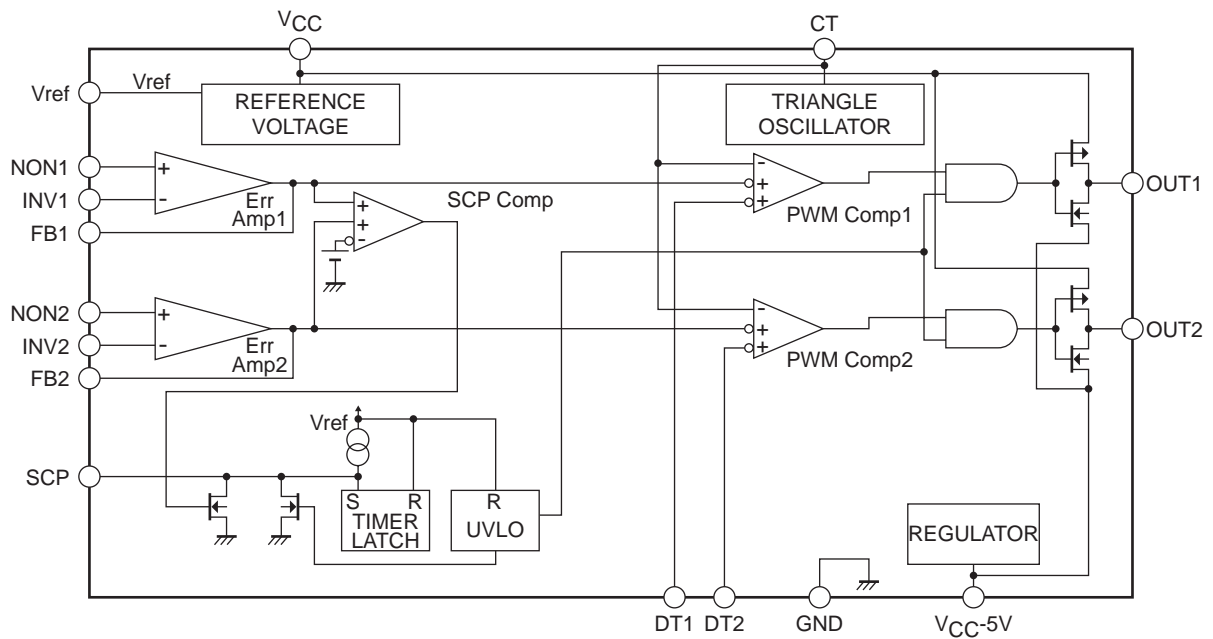 VCC
CT
Vref
Vref
REFERENCE
VOLTAGE
TRIANGLE
OSCILLATOR
NON1
+
INV1
-
Err
Amp1
FB1
SCP Comp
+
+
-
-
+
+
PWM Comp1
OUT1
NON2
+
INV2
-
Err
Amp2
FB2
-
+
+
PWM Comp2
OUT2
Vref
SCP
S
R
TIMER
LATCH
R
UVLO
REGULATOR
DT1
DT2
GND
VCC-5V